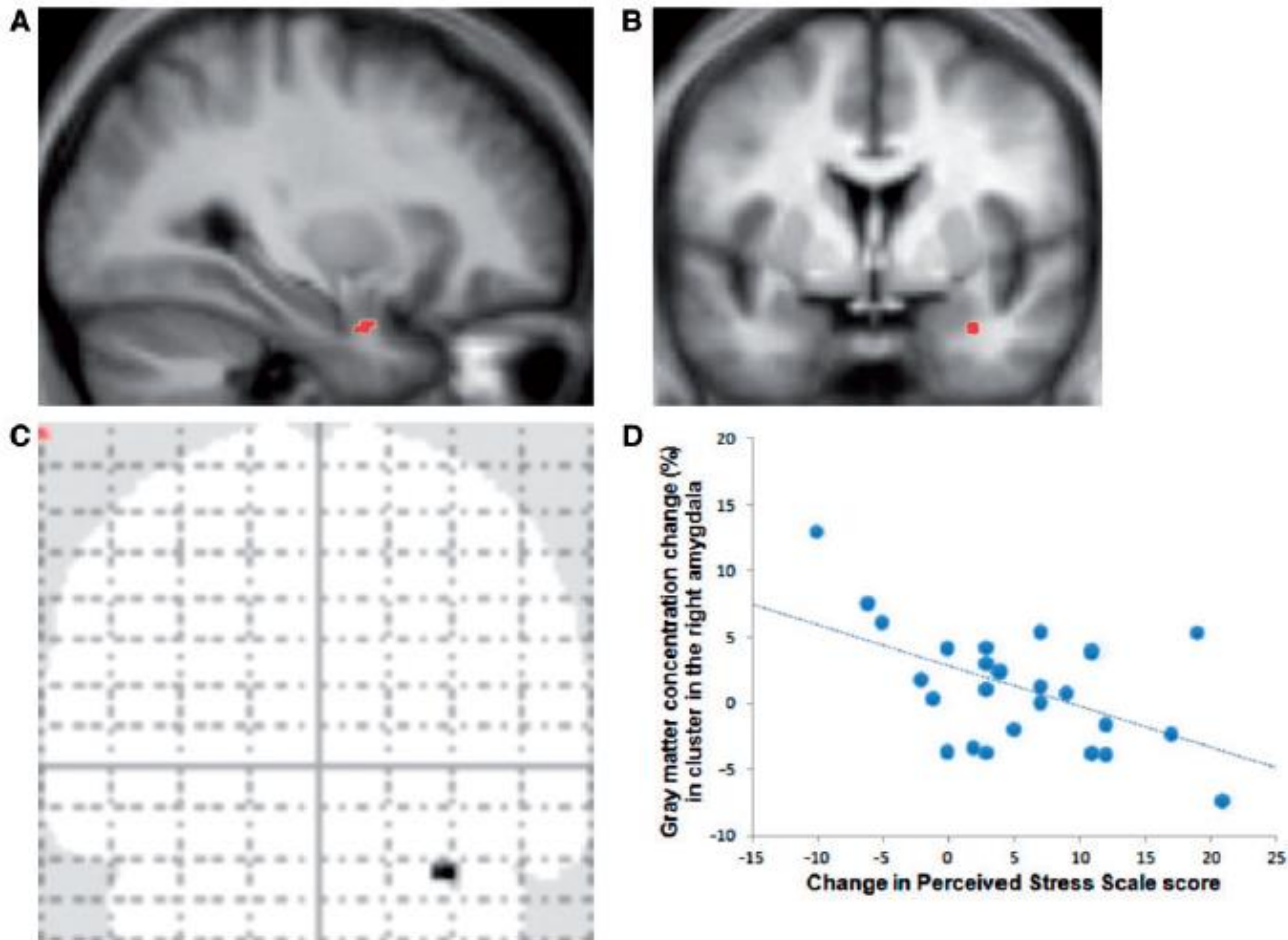 A
B
C
D
Gray matter concentration change (%)
in cluster in the right amygdala
20
15
10
5
0
-5
-10
-15
-10
-5
0
5
10
15
20
25
Change in Perceived Stress Scale score